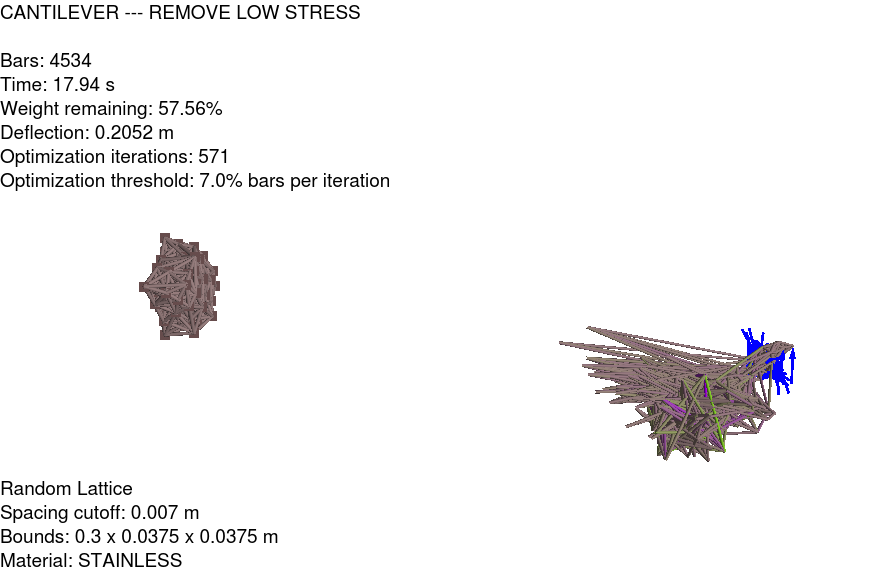 CANTILEVER --- REMOVE LOW STRESS
Bars: 4534
Time: 17.94 s
Weight remaining: 57.56%
Deflection: 0.2052 m
Optimization iterations: 571
Optimization threshold: 7.0% bars per iteration
Random Lattice
Spacing cutoff: 0.007 m
Bounds: 0.3 x 0.0375 x 0.0375 m
Material: STAINLESS